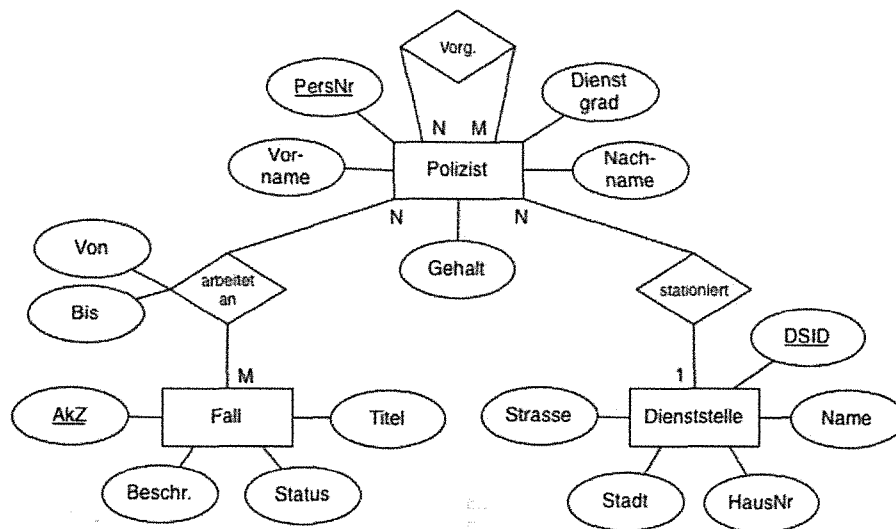 Vorg.
PersNr
Dienst
grad
N
M
Vor-
name
Polizist
Nach-
name
N
N
Von
arbeitet
an
Gehalt
stationiert
Bis
DSID
M
1
AkZ
Fall
Titel
Strasse
Dienststelle
Name
Beschr.
Status
Stadt
HausNr